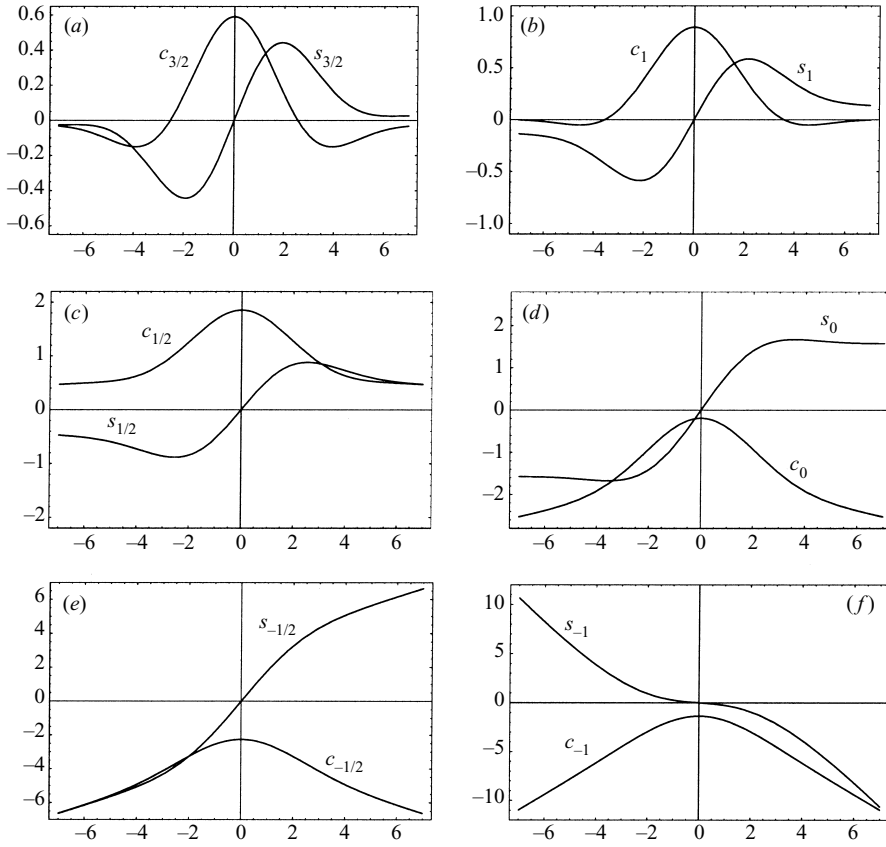 (a)
0.6
0.4
0.2
0
–0.2
–0.4
–0.6
c3/2
s3/2
–6 –4 –2 0 2 4 6
(b)
1.0
0.5
0
–0.5
–1.0
c1
s1
–6 –4 –2 0 2 4 6
(c)
2
1
0
–1
–2
c1/2
s1/2
–6 –4 –2 0 2 4 6
(d)
2
1
0
–1
–2
s0
c0
–6 –4 –2 0 2 4 6
(e)
6
4
2
0
–2
–4
–6
s–1/2
c–1/2
–6 –4 –2 0 2 4 6
(f)
10
5
0
–5
–10
s–1
c–1
–6 –4 –2 0 2 4 6